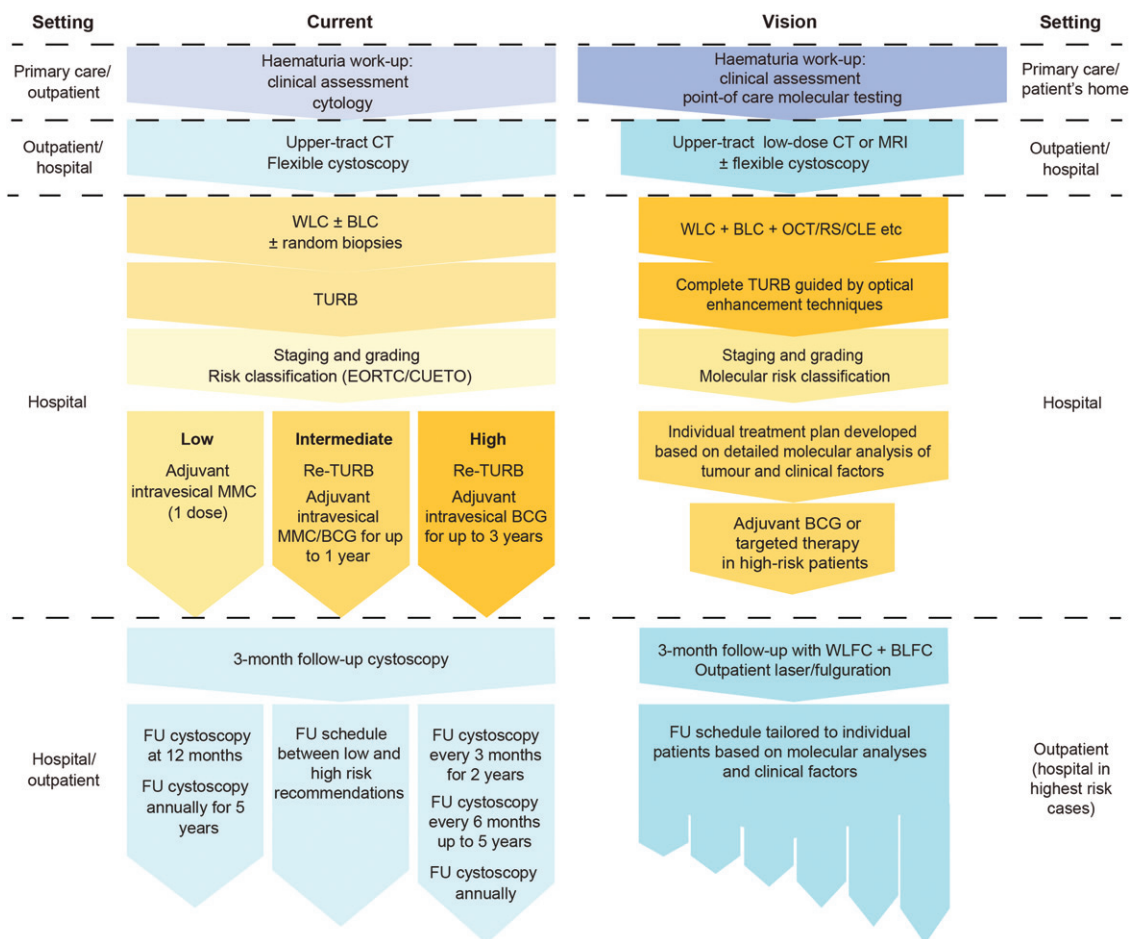 Setting
Current
Vision
Setting
Primary care/
outpatient
Haematuria work-up:
clinical assessment
cytology
Haematuria work-up:
clinical assessment
point-of care molecular testing
Primary care/
patient's home
Outpatient/
hospital
Upper-tract CT
Flexible cystoscopy
Upper-tract low-dose CT or MRI
± flexible cystoscopy
Outpatient/
hospital
Hospital
WLC ± BLC
± random biopsies
TURB
Staging and grading
Risk classification (EORTC/CUETO)
Low
Adjuvant
intravesical MMC
(1 dose)
Intermediate
Re-TURB
Adjuvant
intravesical
MMC/BCG for up
to 1 year
High
Re-TURB
Adjuvant
intravesical BCG
for up to 3 years
WLC + BLC + OCT/RS/CLE etc
Complete TURB guided by optical
enhancement techniques
Staging and grading
Molecular risk classification
Individual treatment plan developed
based on detailed molecular analysis of
tumour and clinical factors
Adjuvant BCG or
targeted therapy
in high-risk patients
Hospital
Hospital/
outpatient
3-month follow-up cystoscopy
FU cystoscopy
at 12 months
FU cystoscopy
annually for 5
years
FU schedule
between low and
high risk
recommendations
FU cystoscopy
every 3 months
for 2 years
FU cystoscopy
every 6 months
up to 5 years
FU cystoscopy
annually
3-month follow-up with WLFC + BLFC
Outpatient laser/fulguration
FU schedule tailored to individual
patients based on molecular analyses
and clinical factors
Outpatient
(hospital in
highest risk
cases)